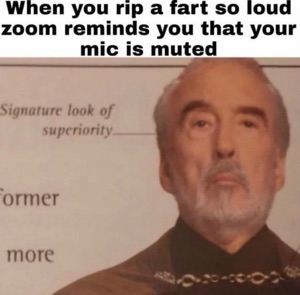 When you rip a fart so loud
zoom reminds you that your
mic is muted
Signature look of
superiority
former
more